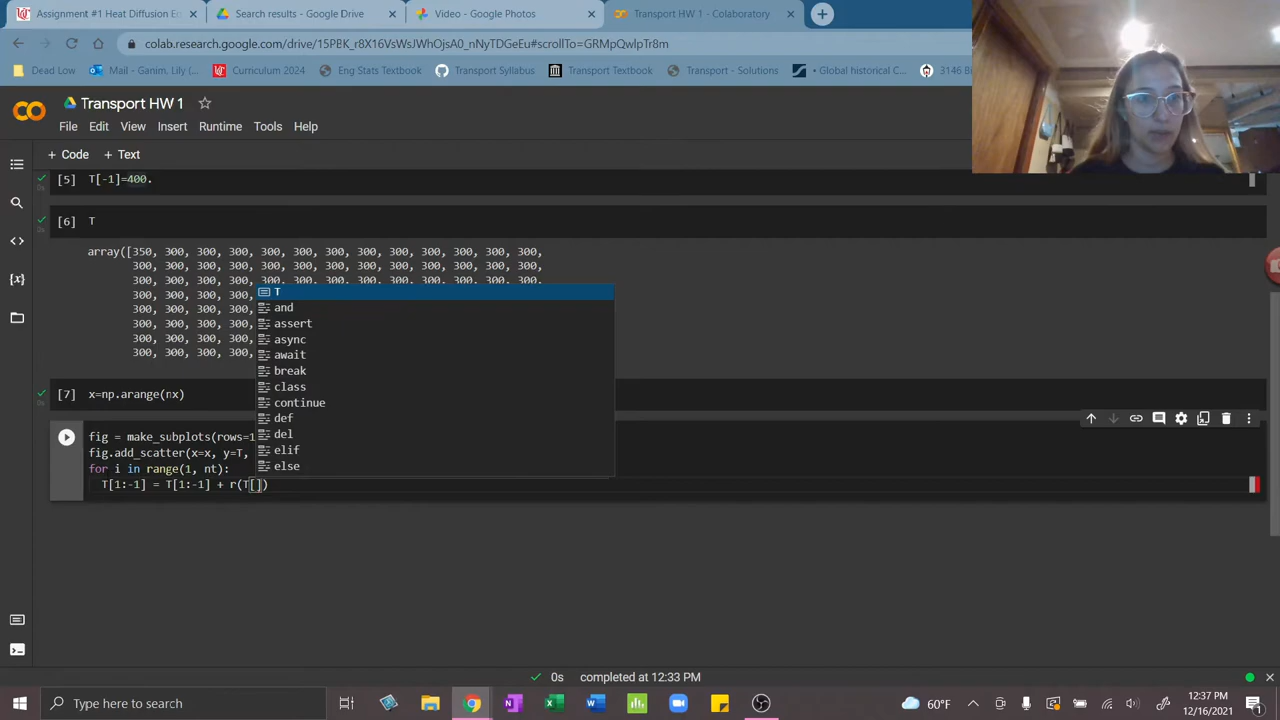 Assignment #1 Heat Diffusion E
Search results - Google Drive
Video - Google Photos
Transport HW 1 - Colaboratory
colab.research.google.com/drive/15PBK_r8X16VsWsJWhOjsA0_nNyTDGeEu#scrollTo=GRMpQwlpTr8m
Dead Low
Mail - Ganim, Lily (...
Curriculum 2024
Eng Stats Textbook
Transport Syllabus
Transport Textbook
Transport - Solutions
• Global histórical C...
3146 B
CO
Transport HW 1
File Edit View Insert Runtime Tools Help
+ Code + Text
[5] T[-1]=400.
0s
[6] T
0s
array([350, 300, 300, 300, 300, 300, 300, 300, 300, 300, 300, 300, 300,
300, 300, 300, 300, 300, 300, 300, 300, 300, 300, 300, 300, 300,
300, 300, 300, 300, 300, 300, 300, 300, 300, 300, 300, 300, 300,
300, 300, 300, 300,
300, 300, 300, 300,
300, 300, 300, 300,
300, 300, 300, 300,
300, 300, 300, 300,
T
and
assert
async
await
break
class
continue
def
del
elif
else
[7] x=np.arange(nx)
0s
fig = make_subplots(rows=1
fig.add_scatter(x=x, y=T,
for i in range(1, nt):
T[1:-1] = T[1:-1] + r(T[])
0s completed at 12:33 PM
Type here to search
60°F
12:37 PM
12/16/2021